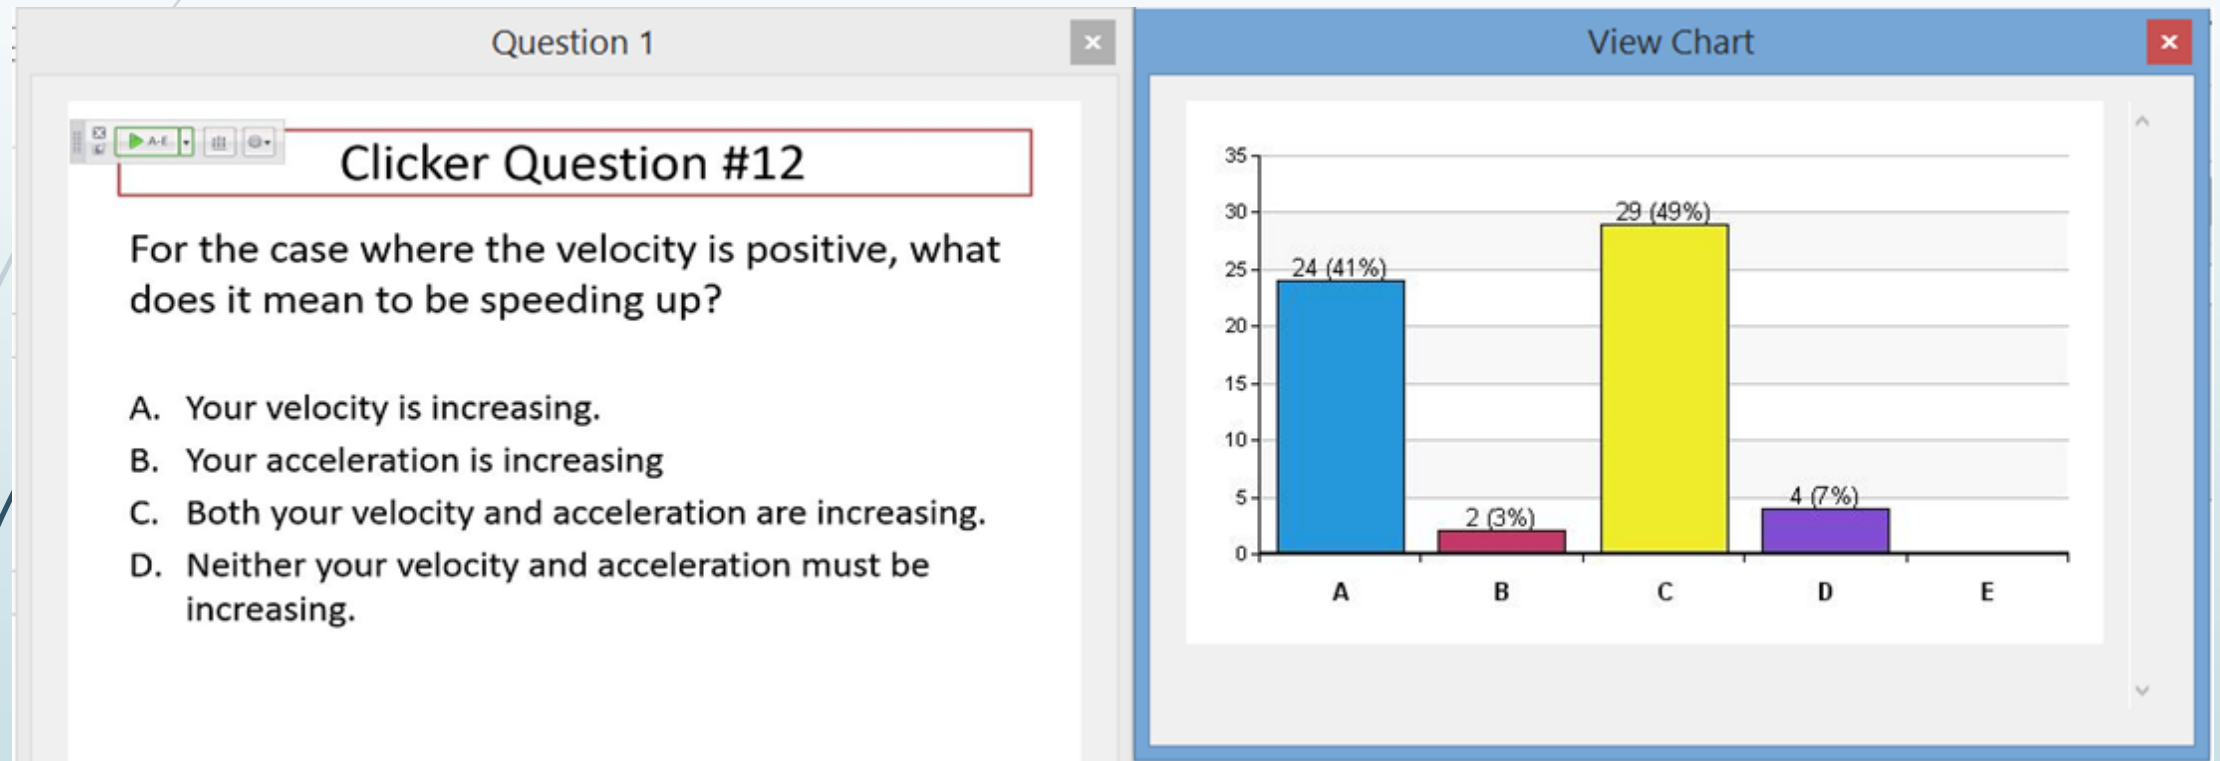 Question 1
A-E
Clicker Question #12
For the case where the velocity is positive, what
does it mean to be speeding up?
A. Your velocity is increasing.
B. Your acceleration is increasing
C. Both your velocity and acceleration are increasing.
D. Neither your velocity and acceleration must be
increasing.
View Chart
35
30
25
20
15
10
5
0
24 (41%)
2 (3%)
29 (49%)
4 (7%)
A B C D E